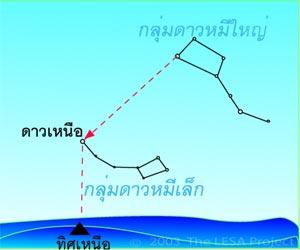 กลุ่มดาวหมีใหญ่
ดาวเหนือ
กลุ่มดาวหมีเล็ก
ทิศเหนือ
© 2003 The LESA Project